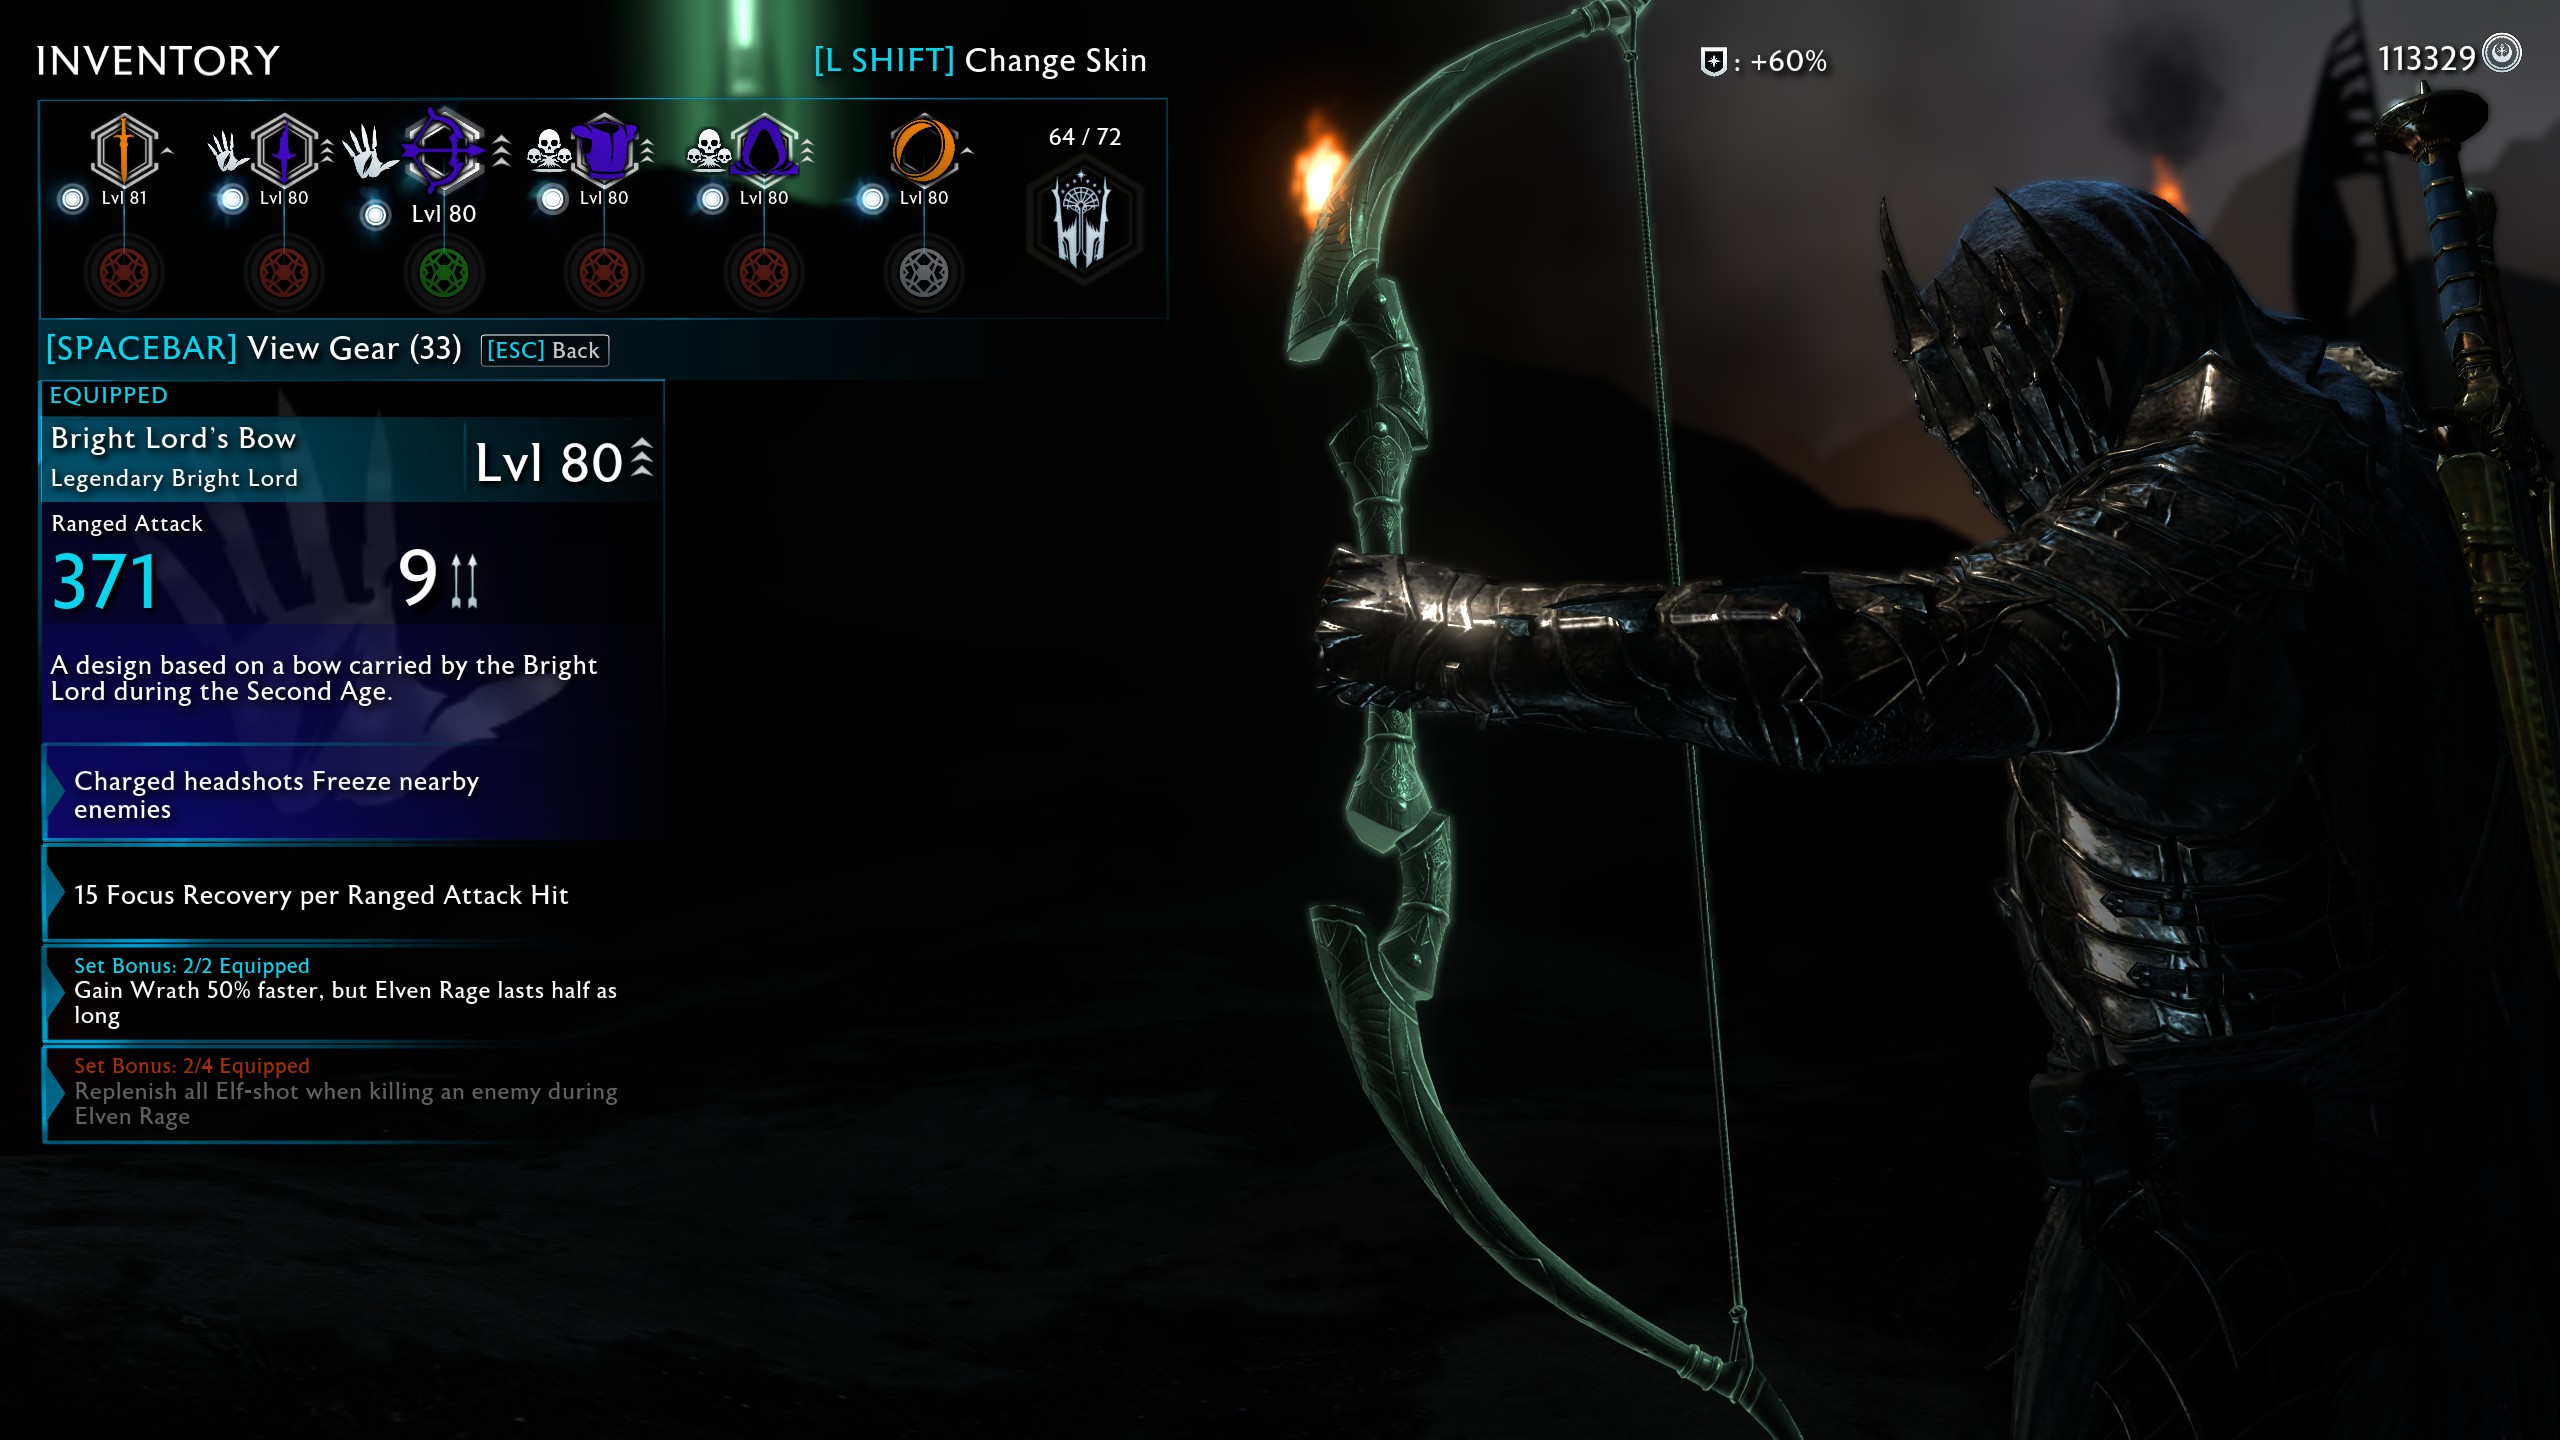 INVENTORY
[L SHIFT] Change Skin
: +60%
113329
Lvl 81
Lvl 80
Lvl 80
Lvl 80
Lvl 80
Lvl 80
64 / 72
[SPACEBAR] View Gear (33)
[ESC] Back
EQUIPPED
Bright Lord's Bow
Legendary Bright Lord
Lvl 80
Ranged Attack
371
9
A design based on a bow carried by the Bright
Lord during the Second Age.
Charged headshots Freeze nearby
enemies
15 Focus Recovery per Ranged Attack Hit
Set Bonus: 2/2 Equipped
Gain Wrath 50% faster, but Elven Rage lasts half as
long
Set Bonus: 2/4 Equipped
Replenish all Elf-shot when killing an enemy during
Elven Rage